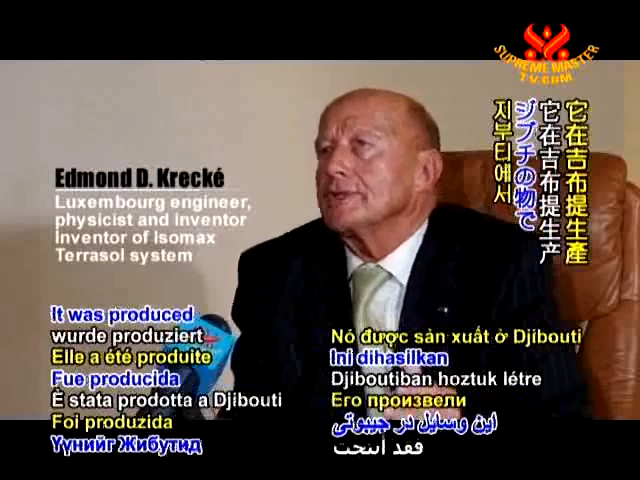 SUPREME MASTER
TV.COM
Edmond D. Krecké
Luxembourg engineer,
physicist and inventor
Inventor of Isomax
Terrasol system
它在吉布提生產
它在吉布提生产
ジブチの物で
지부티에서
It was produced
wurde produziert
Elle a été produite
Fue producida
È stata prodotta a Djibouti
Foi produzida
Үүнийг Жибутид
Nó được sản xuất ở Djibouti
Ini dihasilkan
Djiboutiban hoztuk létre
Его произвели
این وسایل در جیبوتی
فقد أنتجت